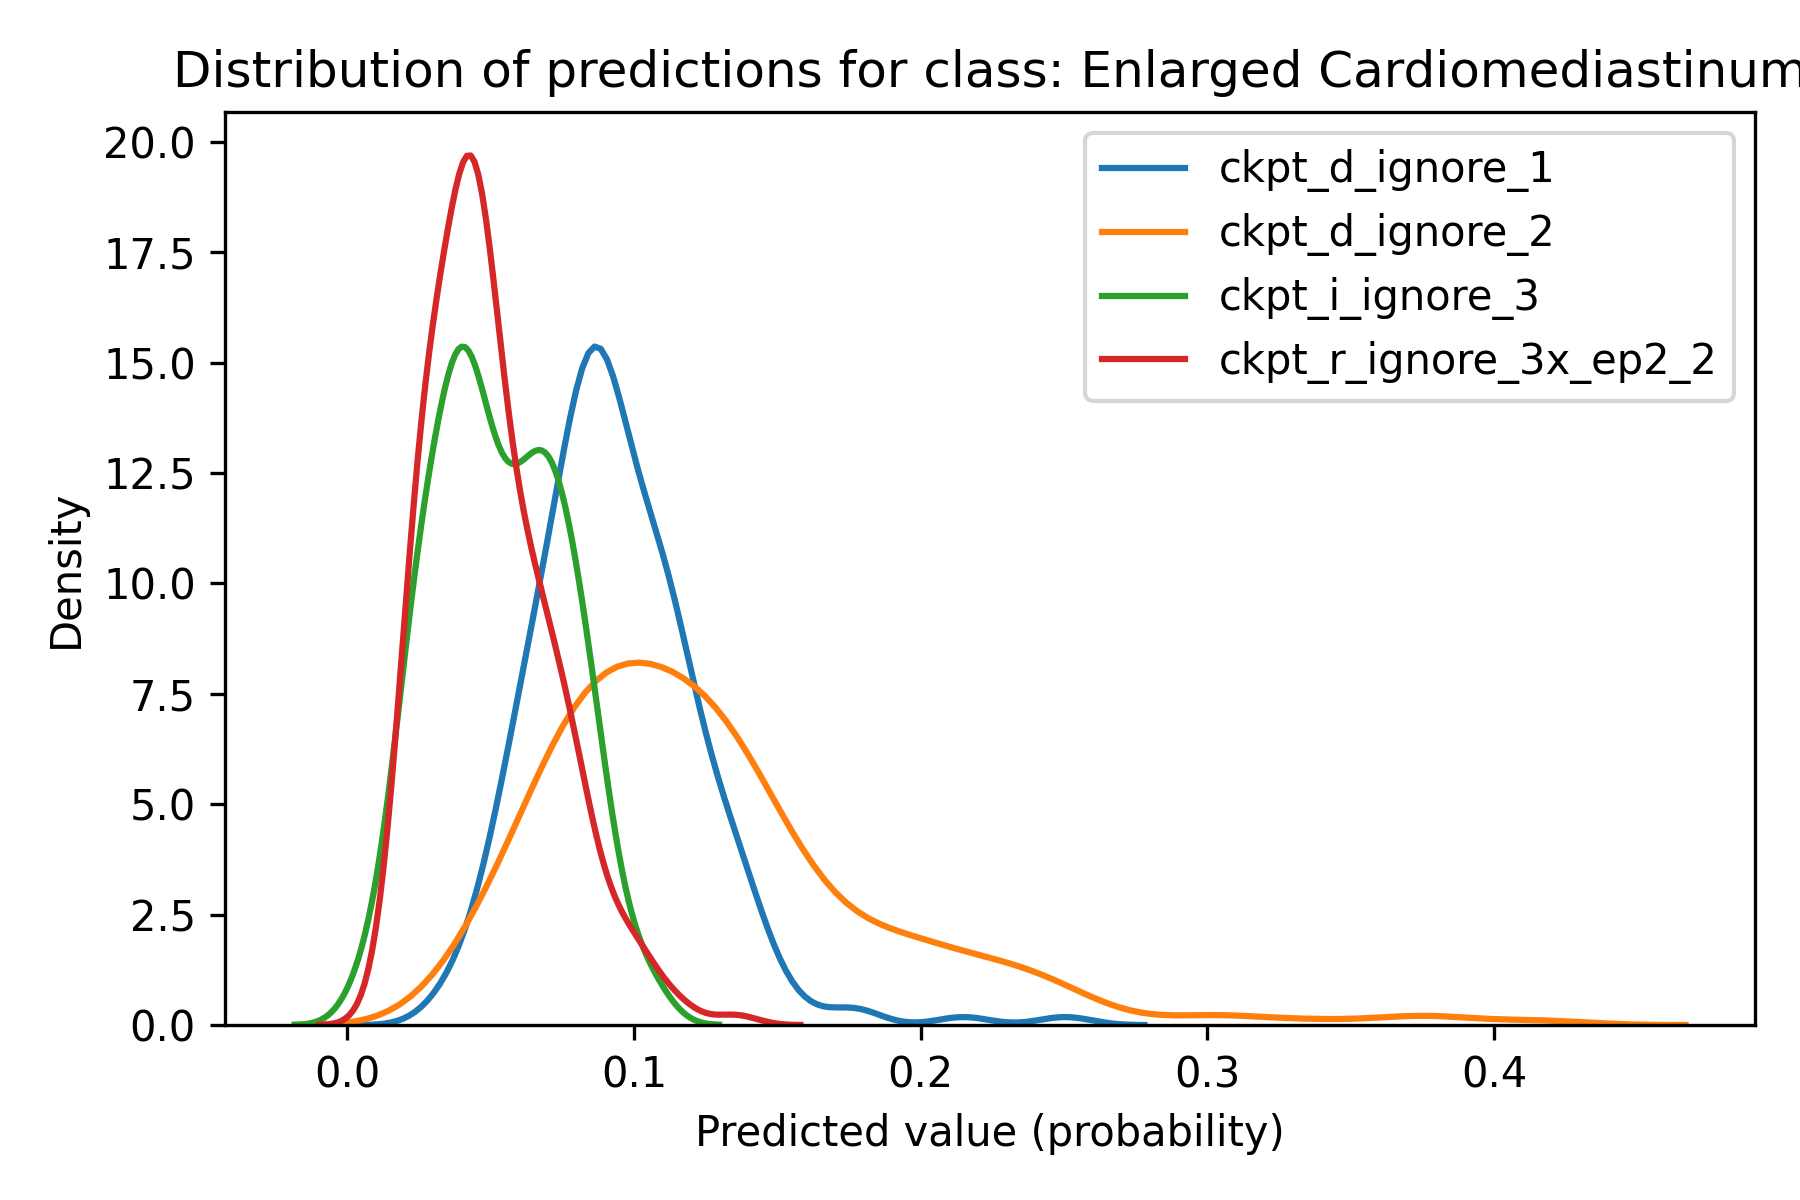 Distribution of predictions for class: Enlarged Cardiomediastinum
20.0
17.5
15.0
12.5
10.0
7.5
5.0
2.5
0.0
Density
ckpt_d_ignore_1
ckpt_d_ignore_2
ckpt_i_ignore_3
ckpt_r_ignore_3x_ep2_2
0.0 0.1 0.2 0.3 0.4
Predicted value (probability)